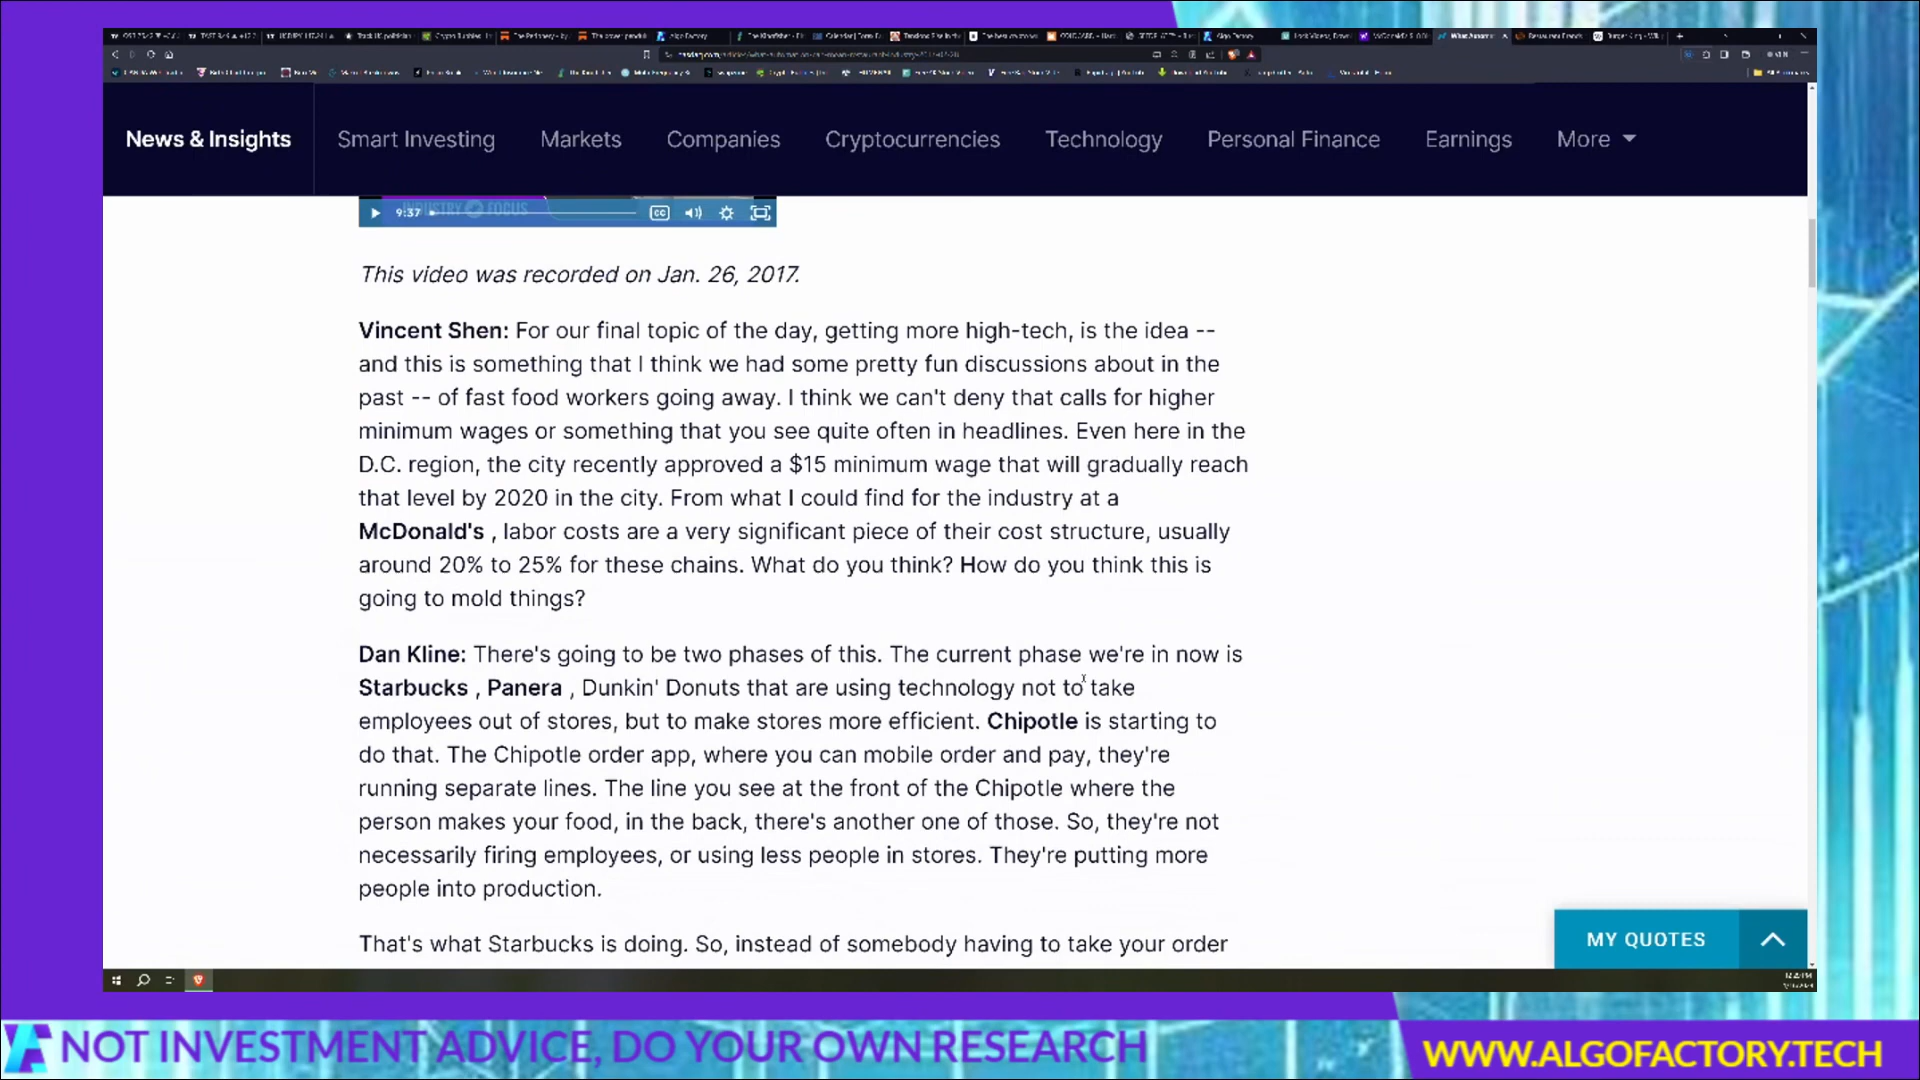 News & Insights
Smart Investing
Markets
Companies
Cryptocurrencies
Technology
Personal Finance
Earnings
More
INDUSTRY FOCUS
9:37
CC
This video was recorded on Jan. 26, 2017.
Vincent Shen: For our final topic of the day, getting more high-tech, is the idea --
and this is something that I think we had some pretty fun discussions about in the
past -- of fast food workers going away. I think we can't deny that calls for higher
minimum wages or something that you see quite often in headlines. Even here in the
D.C. region, the city recently approved a $15 minimum wage that will gradually reach
that level by 2020 in the city. From what I could find for the industry at a
McDonald's , labor costs are a very significant piece of their cost structure, usually
around 20% to 25% for these chains. What do you think? How do you think this is
going to mold things?
Dan Kline: There's going to be two phases of this. The current phase we're in now is
Starbucks , Panera , Dunkin' Donuts that are using technology not to take
employees out of stores, but to make stores more efficient. Chipotle is starting to
do that. The Chipotle order app, where you can mobile order and pay, they're
running separate lines. The line you see at the front of the Chipotle where the
person makes your food, in the back, there's another one of those. So, they're not
necessarily firing employees, or using less people in stores. They're putting more
people into production.
That's what Starbucks is doing. So, instead of somebody having to take your order
MY QUOTES
NOT INVESTMENT ADVICE, DO YOUR OWN RESEARCH
WWW.ALGOFACTORY.TECH